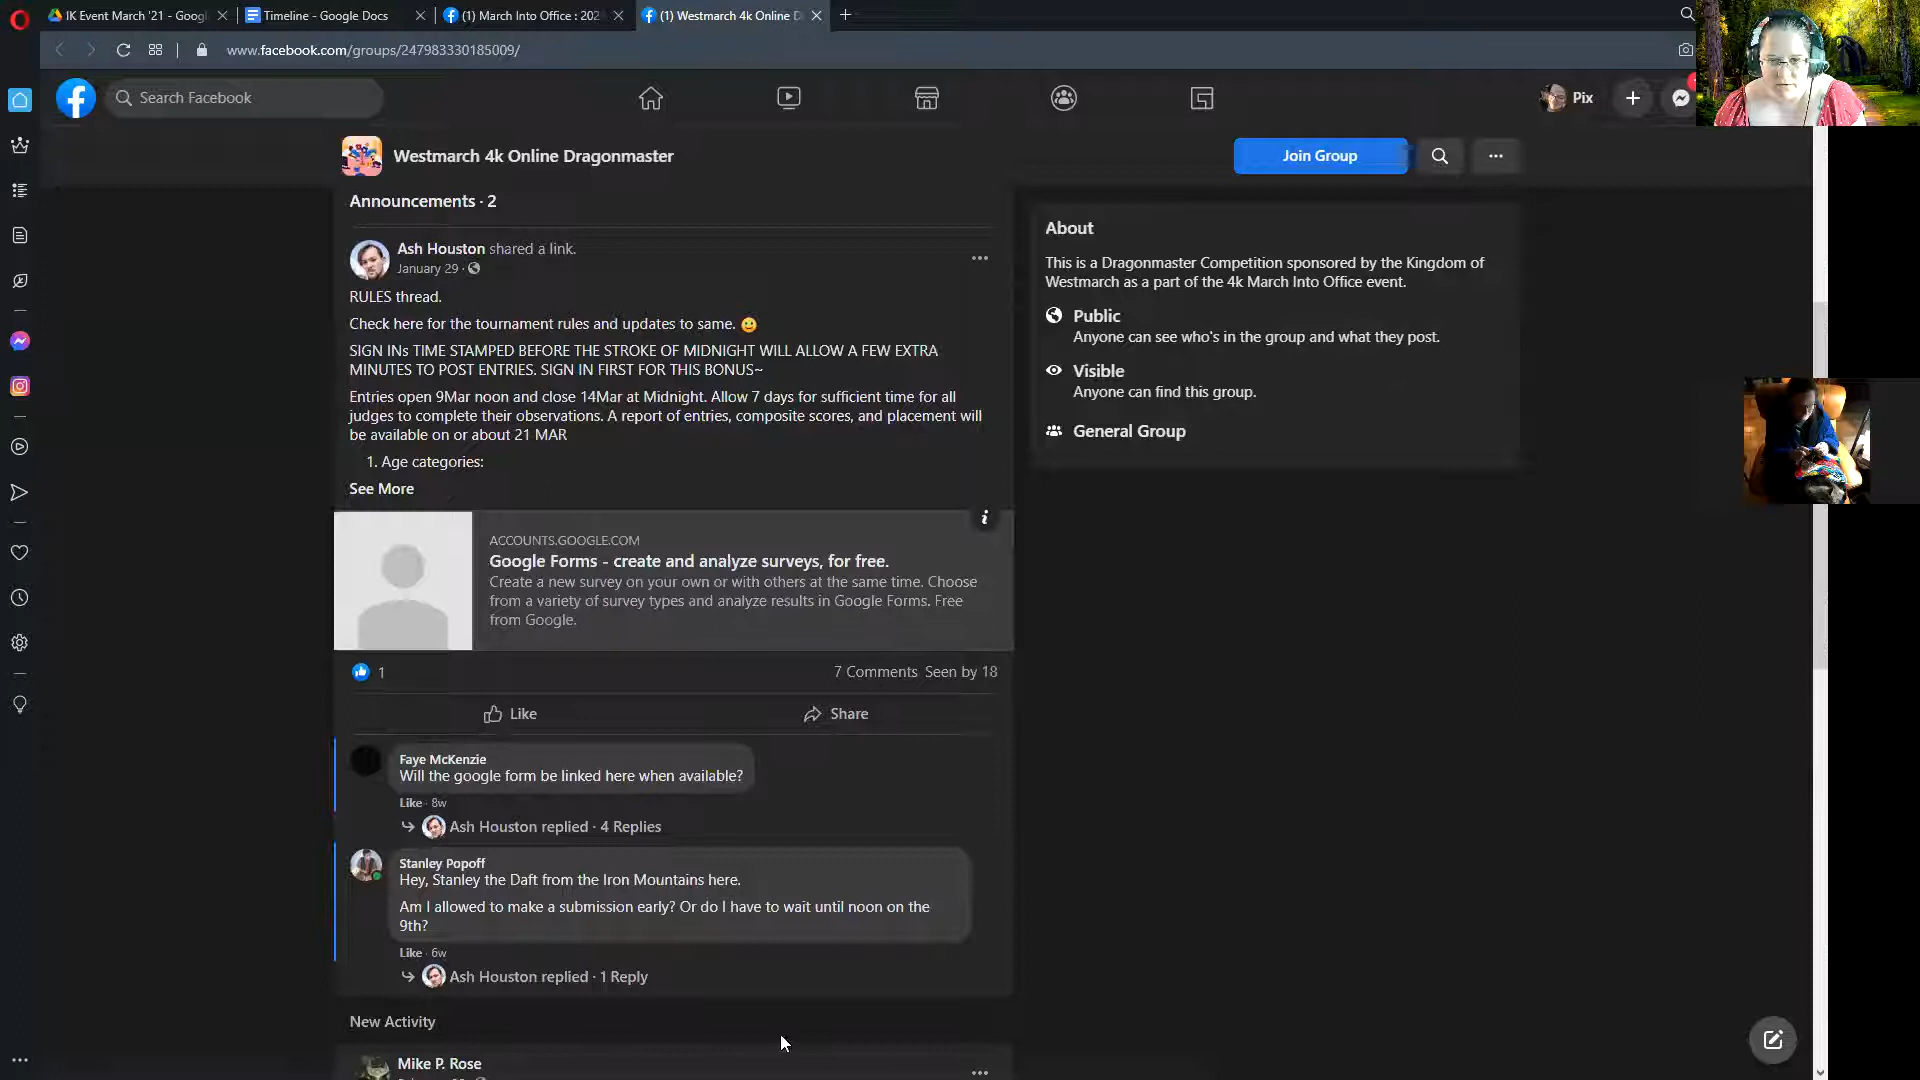 IK Event March '21 - Googl
Timeline - Google Docs
(1) March Into Office : 202
(1) Westmarch 4k Online D
www.facebook.com/groups/247983330185009/
Search Facebook
Pix
Westmarch 4k Online Dragonmaster
Join Group
Announcements · 2
Ash Houston shared a link.
January 29 ·
RULES thread.
Check here for the tournament rules and updates to same. 🙂
SIGN INs TIME STAMPED BEFORE THE STROKE OF MIDNIGHT WILL ALLOW A FEW EXTRA
MINUTES TO POST ENTRIES. SIGN IN FIRST FOR THIS BONUS~
Entries open 9Mar noon and close 14Mar at Midnight. Allow 7 days for sufficient time for all
judges to complete their observations. A report of entries, composite scores, and placement will
be available on or about 21 MAR
1. Age categories:
See More
ACCOUNTS.GOOGLE.COM
Google Forms - create and analyze surveys, for free.
Create a new survey on your own or with others at the same time. Choose
from a variety of survey types and analyze results in Google Forms. Free
from Google.
1
7 Comments Seen by 18
Like
Share
Faye McKenzie
Will the google form be linked here when available?
Like · 8w
Ash Houston replied · 4 Replies
Stanley Popoff
Hey, Stanley the Daft from the Iron Mountains here.
Am I allowed to make a submission early? Or do I have to wait until noon on the
9th?
Like · 6w
Ash Houston replied · 1 Reply
New Activity
Mike P. Rose
About
This is a Dragonmaster Competition sponsored by the Kingdom of
Westmarch as a part of the 4k March Into Office event.
Public
Anyone can see who's in the group and what they post.
Visible
Anyone can find this group.
General Group